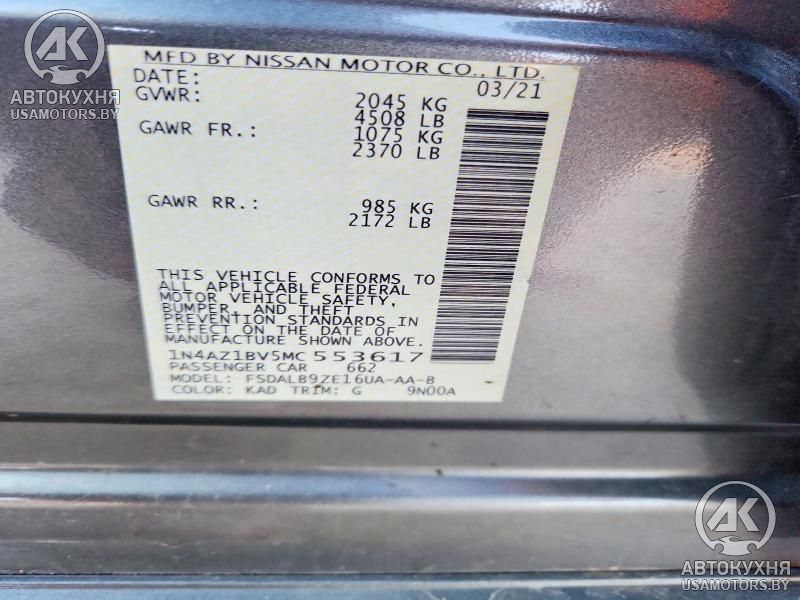 AK
АВТОКУХНЯ
USAMOTORS.BY
MFD BY NISSAN MOTOR CO., LTD.
DATE: 03/21
GVWR: 2045 KG
4508 LB
GAWR FR.: 1075 KG
2370 LB
GAWR RR.: 985 KG
2172 LB
THIS VEHICLE CONFORMS TO
ALL APPLICABLE FEDERAL
MOTOR VEHICLE SAFETY,
BUMPER, AND THEFT
PREVENTION STANDARDS IN
EFFECT ON THE DATE OF
MANUFACTURE SHOWN ABOVE.
1N4AZ1BV5MC553617
PASSENGER CAR 662
MODEL: FSDALB9ZE16UA-AA-B
COLOR: KAD TRIM: G 9N00A
AK
АВТОКУХНЯ
USAMOTORS.BY